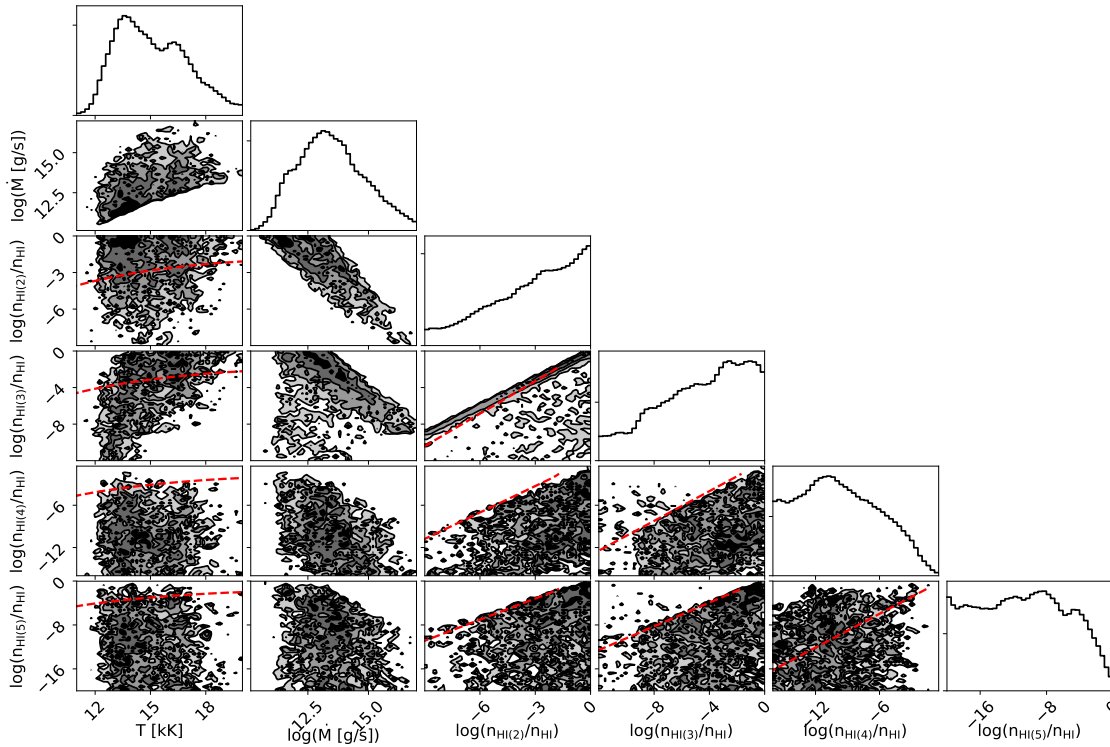 log(Ṁ [g/s])
15.0
12.5
log(n_HI(2)/n_HI)
0
−3
−6
log(n_HI(3)/n_HI)
0
−4
−8
log(n_HI(4)/n_HI)
−6
−12
log(n_HI(5)/n_HI)
0
−8
−16
12 15 18 12.5 15.0 −6 −3 0 −8 −4 0 −12 −6 −16 −8 0
T [kK] log(Ṁ [g/s]) log(n_HI(2)/n_HI) log(n_HI(3)/n_HI) log(n_HI(4)/n_HI) log(n_HI(5)/n_HI)